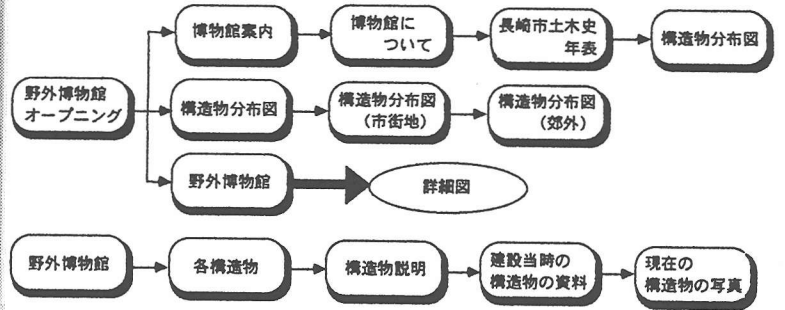 博物館案内
博物館に
ついて
長崎市土木史
年表
構造物分布図
野外博物館
オープニング
構造物分布図
構造物分布図
(市街地)
構造物分布図
(郊外)
野外博物館
詳細図
野外博物館
各構造物
構造物説明
建設当時の
構造物の資料
現在の
構造物の写真